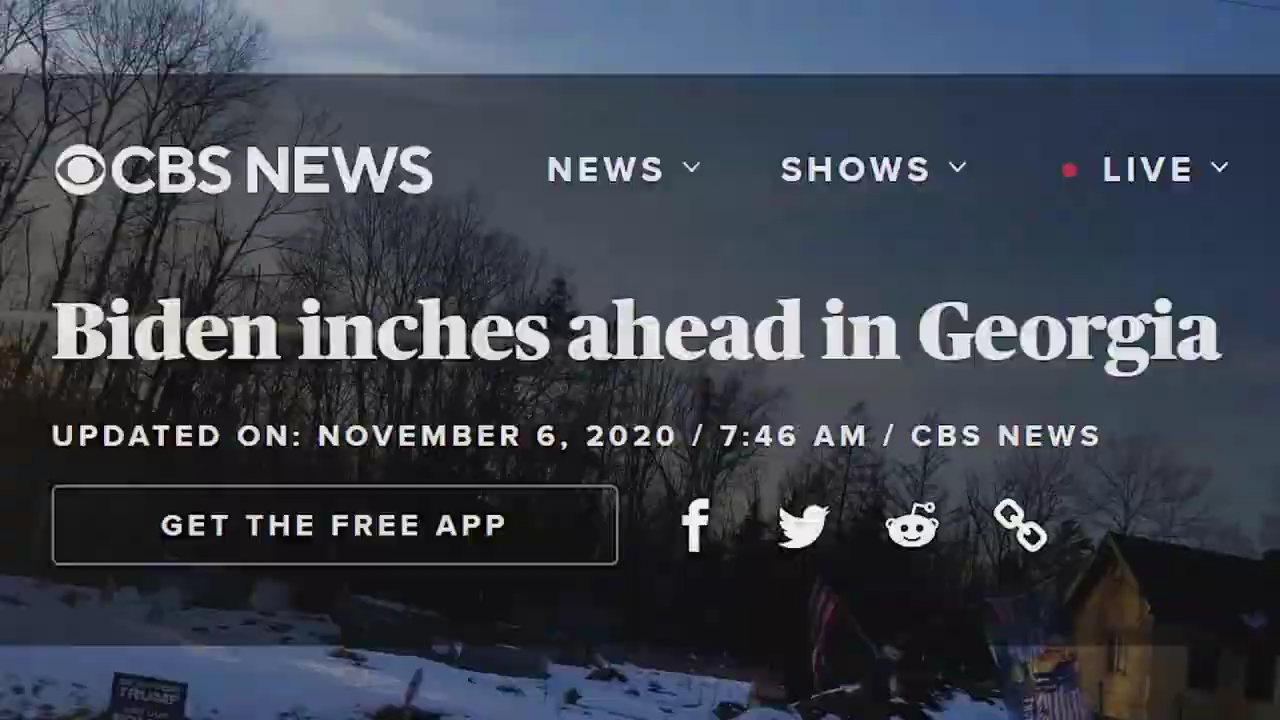 CBS NEWS
NEWS
SHOWS
LIVE
Biden inches ahead in Georgia
UPDATED ON: NOVEMBER 6, 2020 / 7:46 AM / CBS NEWS
GET THE FREE APP
TRUMP